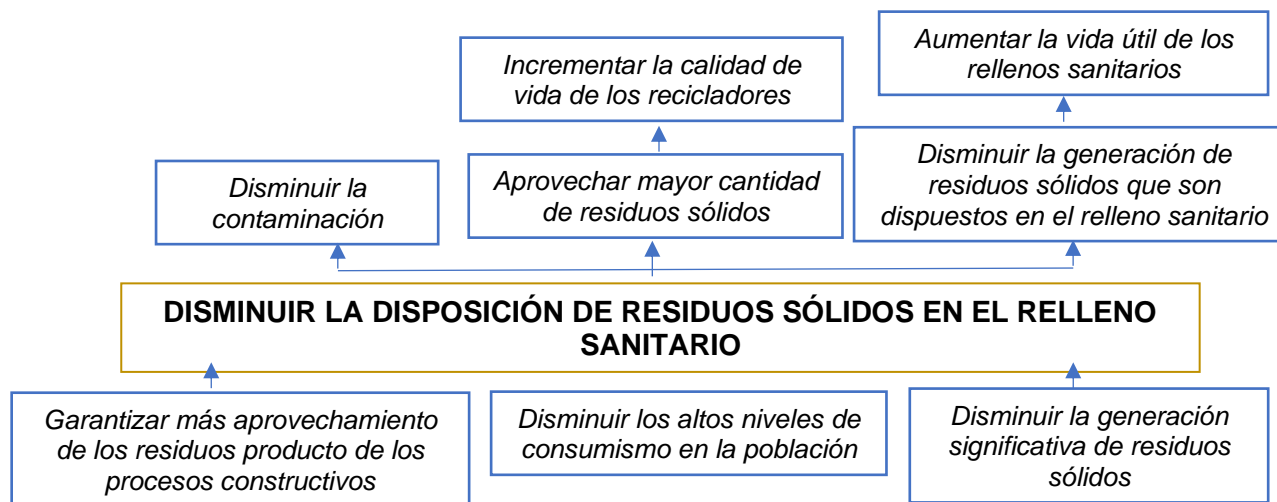 Aumentar la vida útil de los
rellenos sanitarios
Incrementar la calidad de
vida de los recicladores
Disminuir la
contaminación
Aprovechar mayor cantidad
de residuos sólidos
Disminuir la generación de
residuos sólidos que son
dispuestos en el relleno sanitario
DISMINUIR LA DISPOSICIÓN DE RESIDUOS SÓLIDOS EN EL RELLENO
SANITARIO
Garantizar más aprovechamiento
de los residuos producto de los
procesos constructivos
Disminuir los altos niveles de
consumismo en la población
Disminuir la generación
significativa de residuos
sólidos